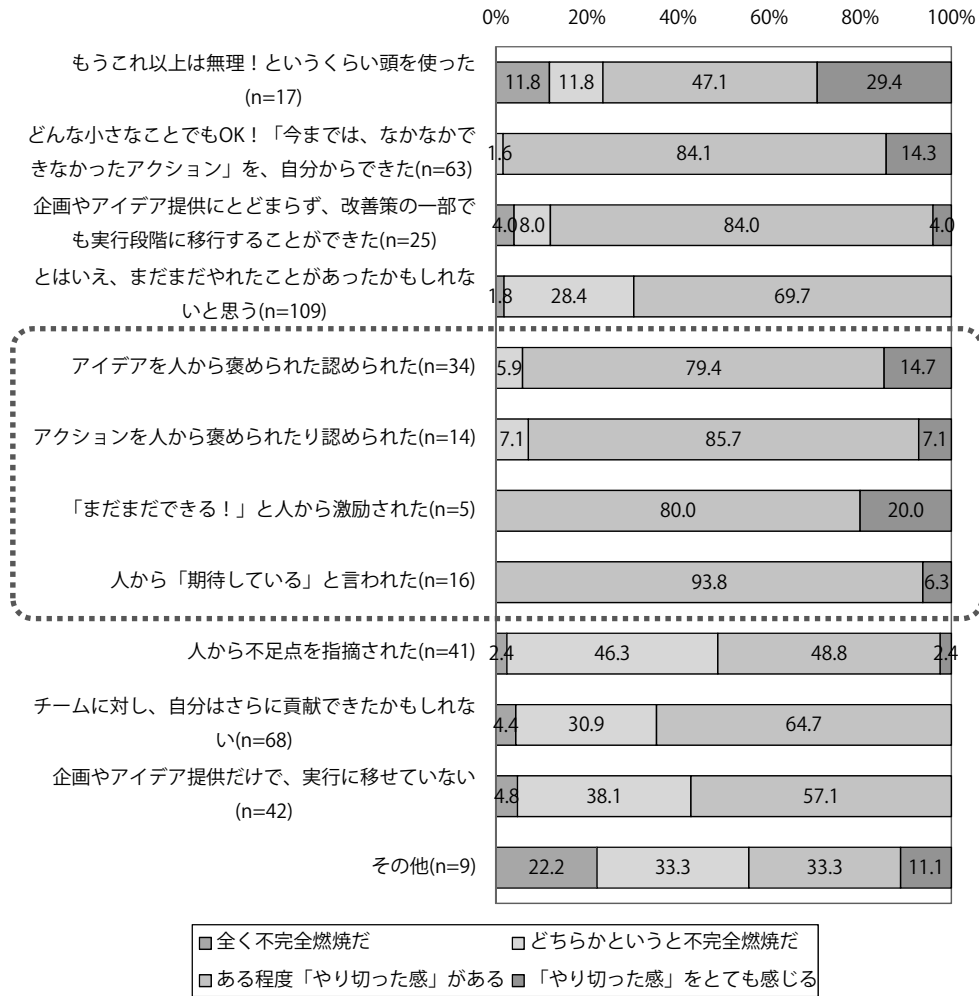 0% 20% 40% 60% 80% 100%
もうこれ以上は無理！というくらい頭を使った
(n=17)
11.8 11.8 47.1 29.4
どんな小さなことでもOK！「今までは、なかなかで
きなかったアクション」を、自分からできた(n=63)
1.6 84.1 14.3
企画やアイデア提供にとどまらず、改善策の一部で
も実行段階に移行することができた(n=25)
4.0 8.0 84.0 4.0
とはいえ、まだまだやれたことがあったかもしれな
いと思う(n=109)
1.8 28.4 69.7
アイデアを人から褒められた認められた(n=34)
5.9 79.4 14.7
アクションを人から褒められたり認められた(n=14)
7.1 85.7 7.1
「まだまだできる！」と人から激励された(n=5)
80.0 20.0
人から「期待している」と言われた(n=16)
93.8 6.3
人から不足点を指摘された(n=41)
2.4 46.3 48.8 2.4
チームに対し、自分はさらに貢献できたかもしれな
い(n=68)
4.4 30.9 64.7
企画やアイデア提供だけで、実行に移せていない
(n=42)
4.8 38.1 57.1
その他(n=9)
22.2 33.3 33.3 11.1
全く不完全燃焼だ どちらかというと不完全燃焼だ
ある程度「やり切った感」がある 「やり切った感」をとても感じる